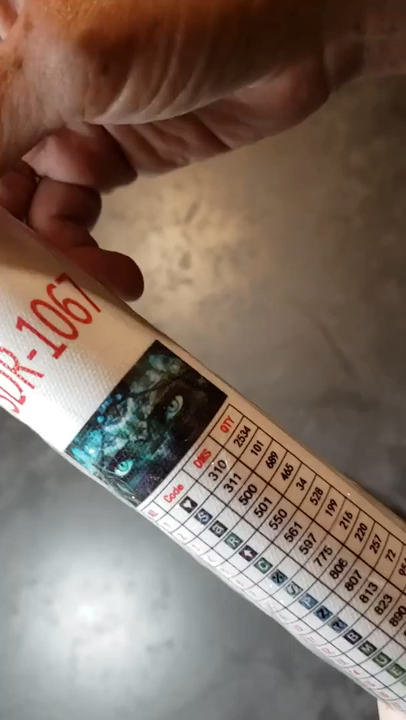 DR-1067
Code DMS QTY
♥ 310 2534
S 311 101
a 500 689
R 501 465
↑ 550 34
C 561 528
597 199
775 216
806 220
Z 807 257
813 72
B 823
890